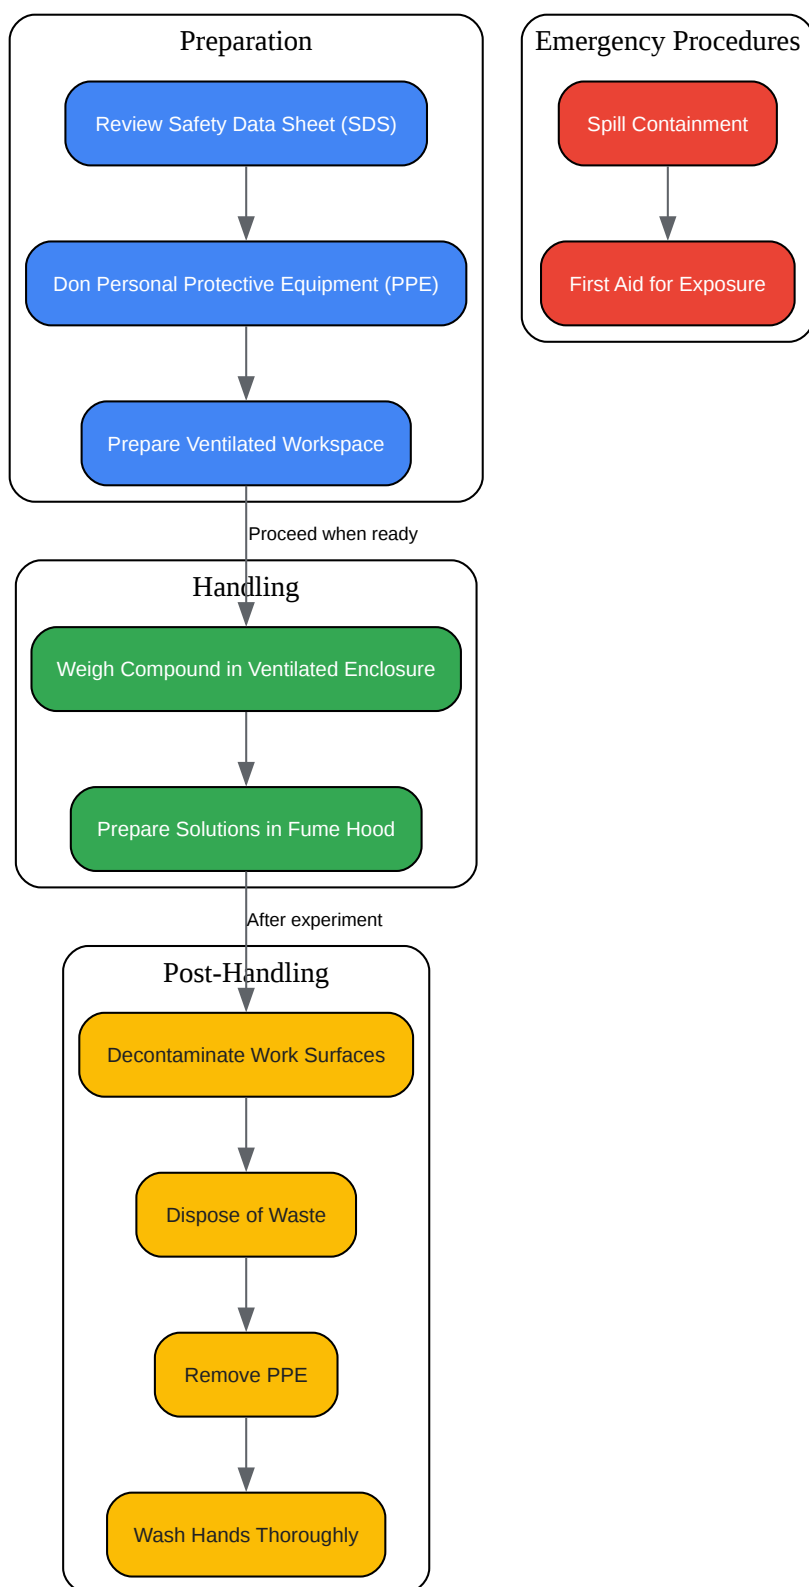 Preparation
Review Safety Data Sheet (SDS)
Don Personal Protective Equipment (PPE)
Prepare Ventilated Workspace
Proceed when ready
Handling
Weigh Compound in Ventilated Enclosure
Prepare Solutions in Fume Hood
After experiment
Post-Handling
Decontaminate Work Surfaces
Dispose of Waste
Remove PPE
Wash Hands Thoroughly
Emergency Procedures
Spill Containment
First Aid for Exposure